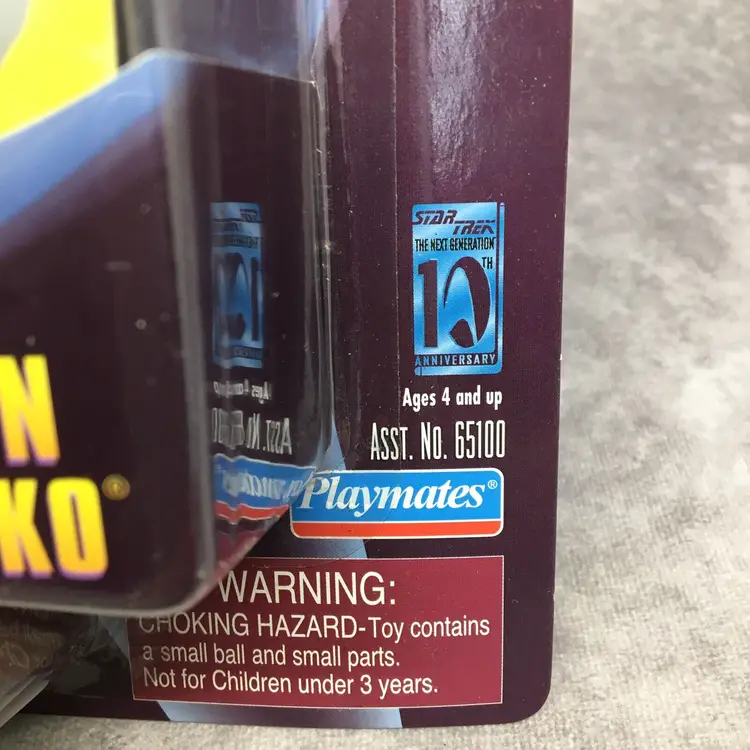 STAR TREK
THE NEXT GENERATION
10TH
ANNIVERSARY
Ages 4 and up
ASST. No. 65100
N
KO®
Playmates®
WARNING:
CHOKING HAZARD-Toy contains
a small ball and small parts.
Not for Children under 3 years.